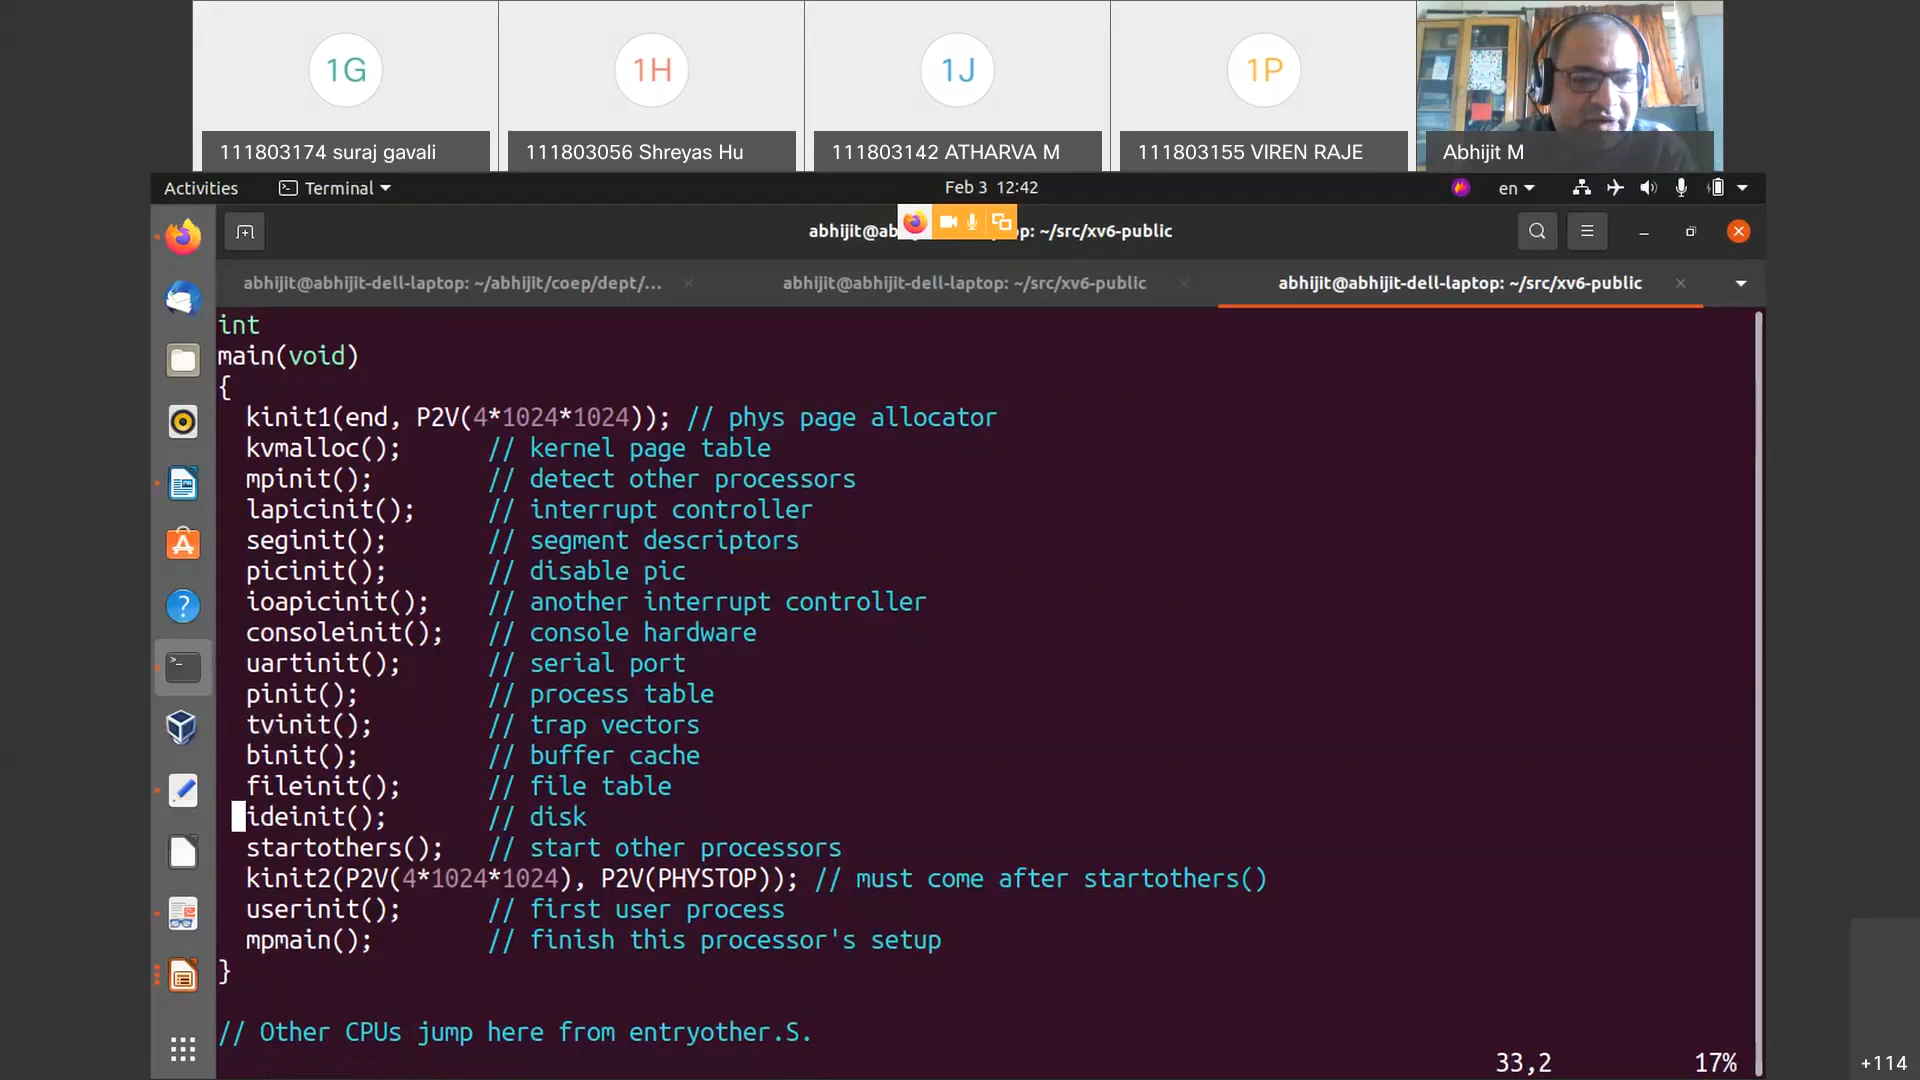 1G
1H
1J
1P
111803174 suraj gavali
111803056 Shreyas Hu
111803142 ATHARVA M
111803155 VIREN RAJE
Abhijit M
Activities
Terminal
Feb 3 12:42
en
abhijit@ab
op: ~/src/xv6-public
abhijit@abhijit-dell-laptop: ~/abhijit/coep/dept/...
abhijit@abhijit-dell-laptop: ~/src/xv6-public
abhijit@abhijit-dell-laptop: ~/src/xv6-public
int
main(void)
{
kinit1(end, P2V(4*1024*1024)); // phys page allocator
kvmalloc(); // kernel page table
mpinit(); // detect other processors
lapicinit(); // interrupt controller
seginit(); // segment descriptors
picinit(); // disable pic
ioapicinit(); // another interrupt controller
consoleinit(); // console hardware
uartinit(); // serial port
pinit(); // process table
tvinit(); // trap vectors
binit(); // buffer cache
fileinit(); // file table
ideinit(); // disk
startothers(); // start other processors
kinit2(P2V(4*1024*1024), P2V(PHYSTOP)); // must come after startothers()
userinit(); // first user process
mpmain(); // finish this processor's setup
}
// Other CPUs jump here from entryother.S.
33,2 17%
+114